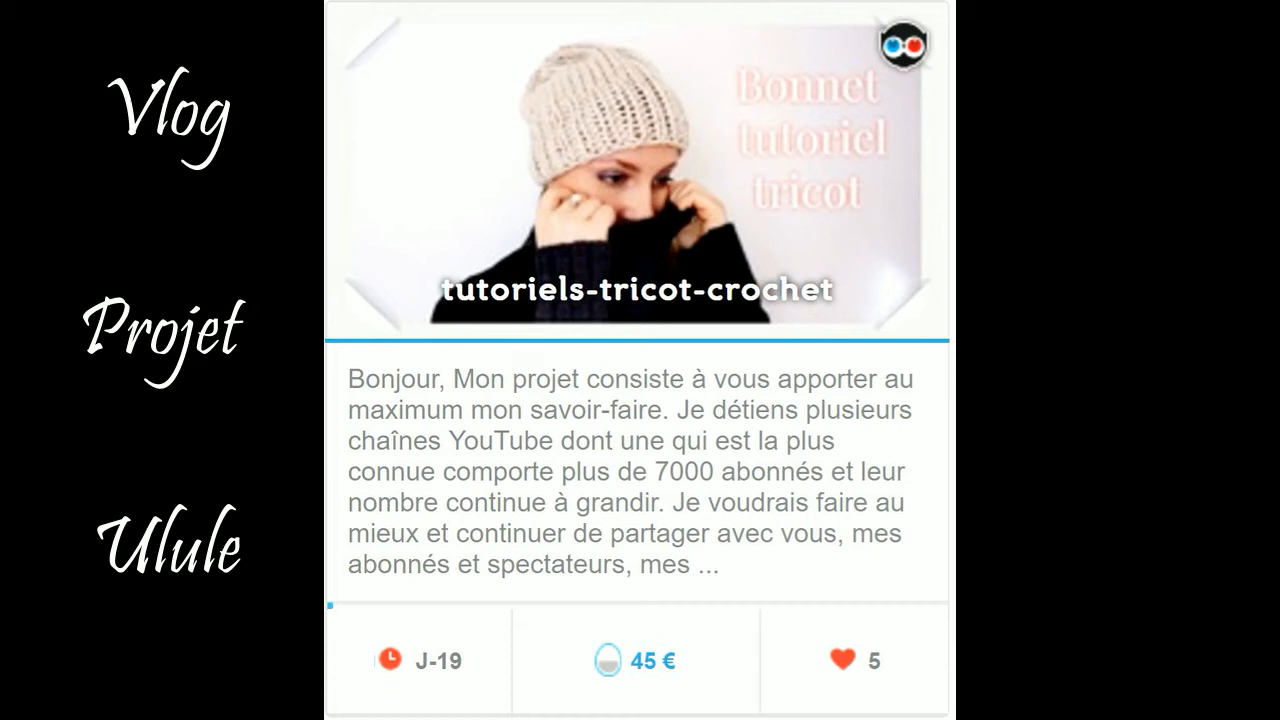 Vlog
Projet
Ulule
Bonnet
tutoriel
tricot
tutoriels-tricot-crochet
Bonjour, Mon projet consiste à vous apporter au
maximum mon savoir-faire. Je détiens plusieurs
chaînes YouTube dont une qui est la plus
connue comporte plus de 7000 abonnés et leur
nombre continue à grandir. Je voudrais faire au
mieux et continuer de partager avec vous, mes
abonnés et spectateurs, mes ...
J-19
45 €
5